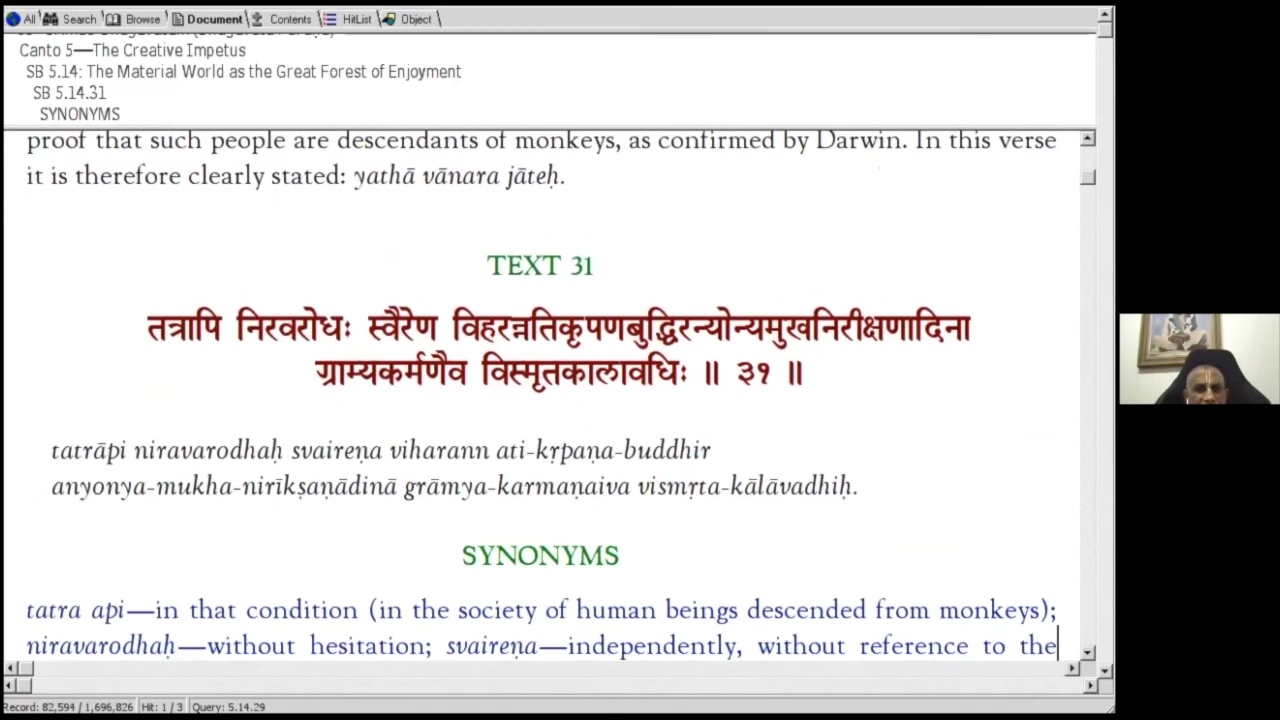 All Search Browse Document Contents HitList Object
Canto 5—The Creative Impetus
SB 5.14: The Material World as the Great Forest of Enjoyment
SB 5.14.31
SYNONYMS
proof that such people are descendants of monkeys, as confirmed by Darwin. In this verse
it is therefore clearly stated: yathā vānara jāteḥ.
TEXT 31
तत्रापि निरवरोधः स्वैरेण विहरन्नतिकृपणबुद्धिरन्योन्यमुखनिरीक्षणादिना
ग्राम्यकर्मणैव विस्मृतकालावधिः ॥ ३१ ॥
tatrāpi niravarodhaḥ svaireṇa viharann ati-kṛpaṇa-buddhir
anyonya-mukha-nirīkṣaṇādinā grāmya-karmaṇaiva vismṛta-kālāvadhiḥ.
SYNONYMS
tatra api—in that condition (in the society of human beings descended from monkeys);
niravarodhaḥ—without hesitation; svaireṇa—independently, without reference to the
Record: 82,594 / 1,696,826 Hit: 1 / 3 Query: 5.14.29